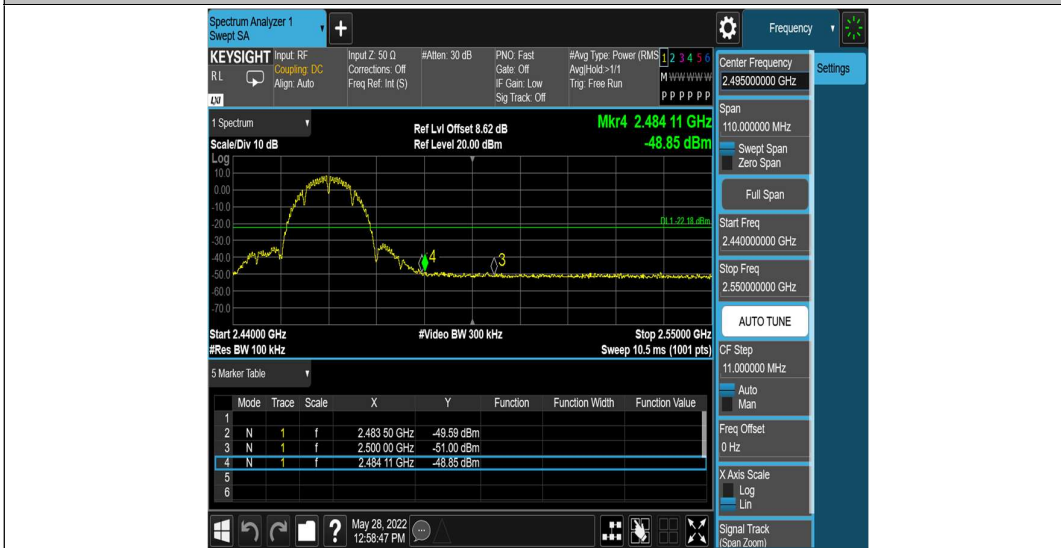 Spectrum Analyzer 1
Swept SA
+
Frequency
KEYSIGHT
RL
LXI
Input: RF
Coupling: DC
Align: Auto
Input Z: 50 Ω
Corrections: Off
Freq Ref: Int (S)
#Atten: 30 dB
PNO: Fast
Gate: Off
IF Gain: Low
Sig Track: Off
#Avg Type: Power (RMS
Avg|Hold:>1/1
Trig: Free Run
1 2 3 4 5 6
M W W W W W
P P P P P P
1 Spectrum
Scale/Div 10 dB
Ref Lvl Offset 8.62 dB
Ref Level 20.00 dBm
Mkr4 2.484 11 GHz
-48.85 dBm
Log
10.0
0.00
-10.0
-20.0
-30.0
-40.0
-50.0
-60.0
-70.0
DL1 -22.18 dBm
4
3
Start 2.44000 GHz
#Res BW 100 kHz
#Video BW 300 kHz
Stop 2.55000 GHz
Sweep 10.5 ms (1001 pts)
5 Marker Table
Mode Trace Scale X Y Function Function Width Function Value
1
2 N 1 f 2.483 50 GHz -49.59 dBm
3 N 1 f 2.500 00 GHz -51.00 dBm
4 N 1 f 2.484 11 GHz -48.85 dBm
5
6
?
May 28, 2022
12:58:47 PM
Center Frequency
2.495000000 GHz
Settings
Span
110.000000 MHz
Swept Span
Zero Span
Full Span
Start Freq
2.440000000 GHz
Stop Freq
2.550000000 GHz
AUTO TUNE
CF Step
11.000000 MHz
Auto
Man
Freq Offset
0 Hz
X Axis Scale
Log
Lin
Signal Track
(Span Zoom)